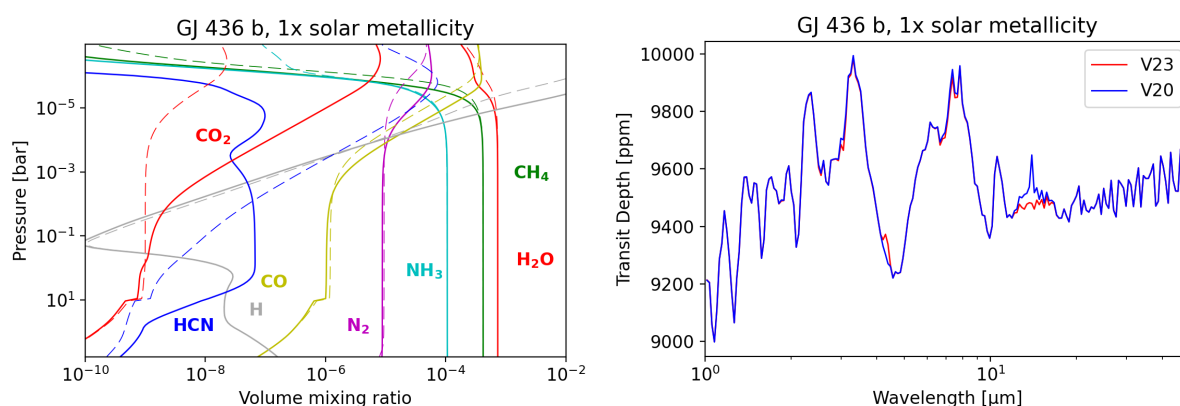 GJ 436 b, 1x solar metallicity
Pressure [bar]
10⁻⁵
10⁻³
10⁻¹
10¹
CO₂
CH₄
NH₃
H₂O
CO
H
HCN
N₂
10⁻¹⁰ 10⁻⁸ 10⁻⁶ 10⁻⁴ 10⁻²
Volume mixing ratio
GJ 436 b, 1x solar metallicity
Transit Depth [ppm]
10000
9800
9600
9400
9200
9000
V23
V20
10⁰ 10¹
Wavelength [μm]